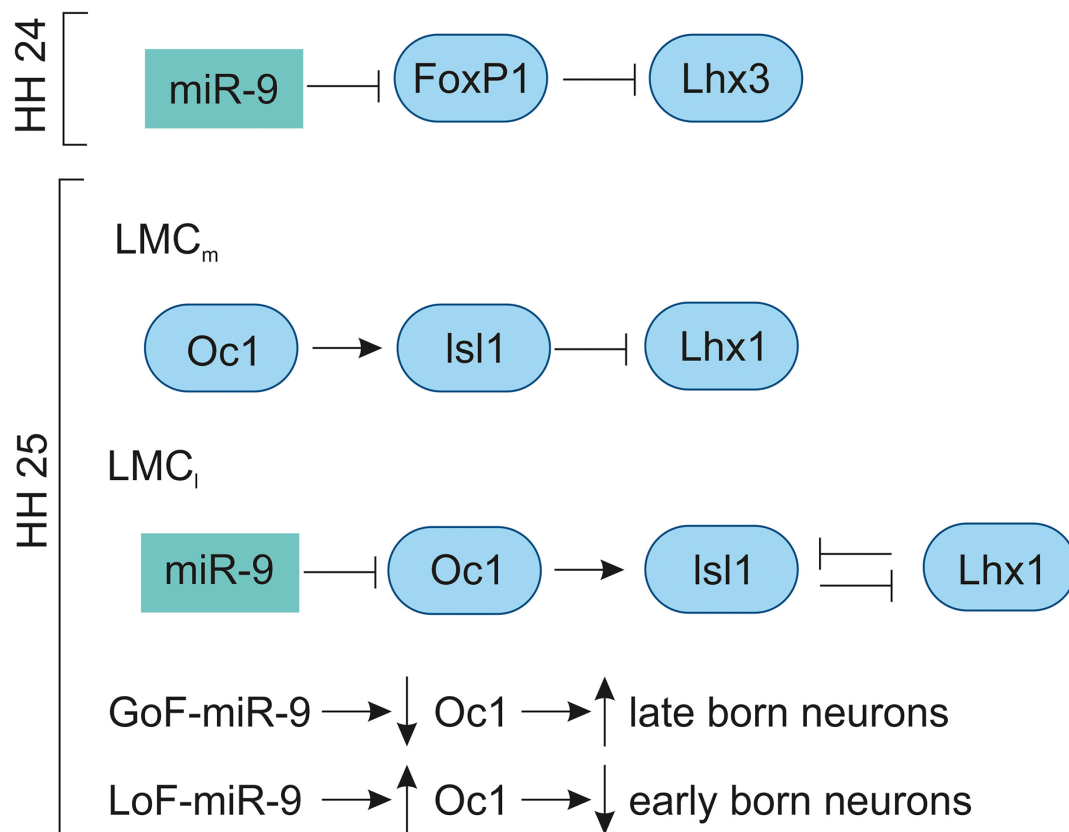 HH 24
miR-9 FoxP1 Lhx3
HH 25
LMCm
Oc1 Isl1 Lhx1
LMCl
miR-9 Oc1 Isl1 Lhx1
GoF-miR-9 Oc1 late born neurons
LoF-miR-9 Oc1 early born neurons